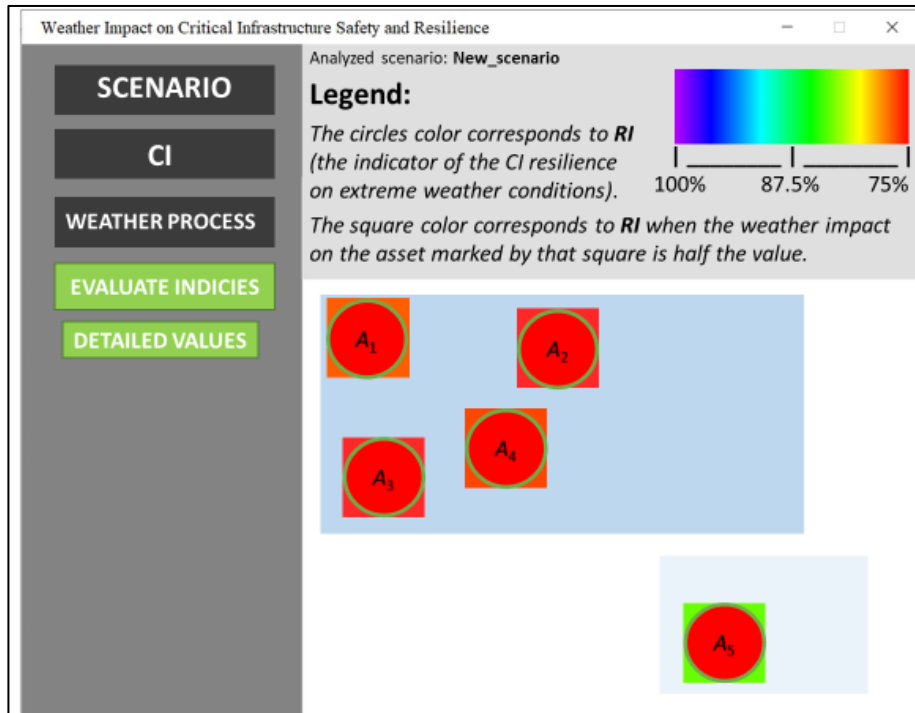 Weather Impact on Critical Infrastructure Safety and Resilience
SCENARIO
CI
WEATHER PROCESS
EVALUATE INDICIES
DETAILED VALUES
Analyzed scenario: New_scenario
Legend:
The circles color corresponds to RI
(the indicator of the CI resilience
on extreme weather conditions).
100% 87.5% 75%
The square color corresponds to RI when the weather impact
on the asset marked by that square is half the value.
A1
A2
A4
A3
A5